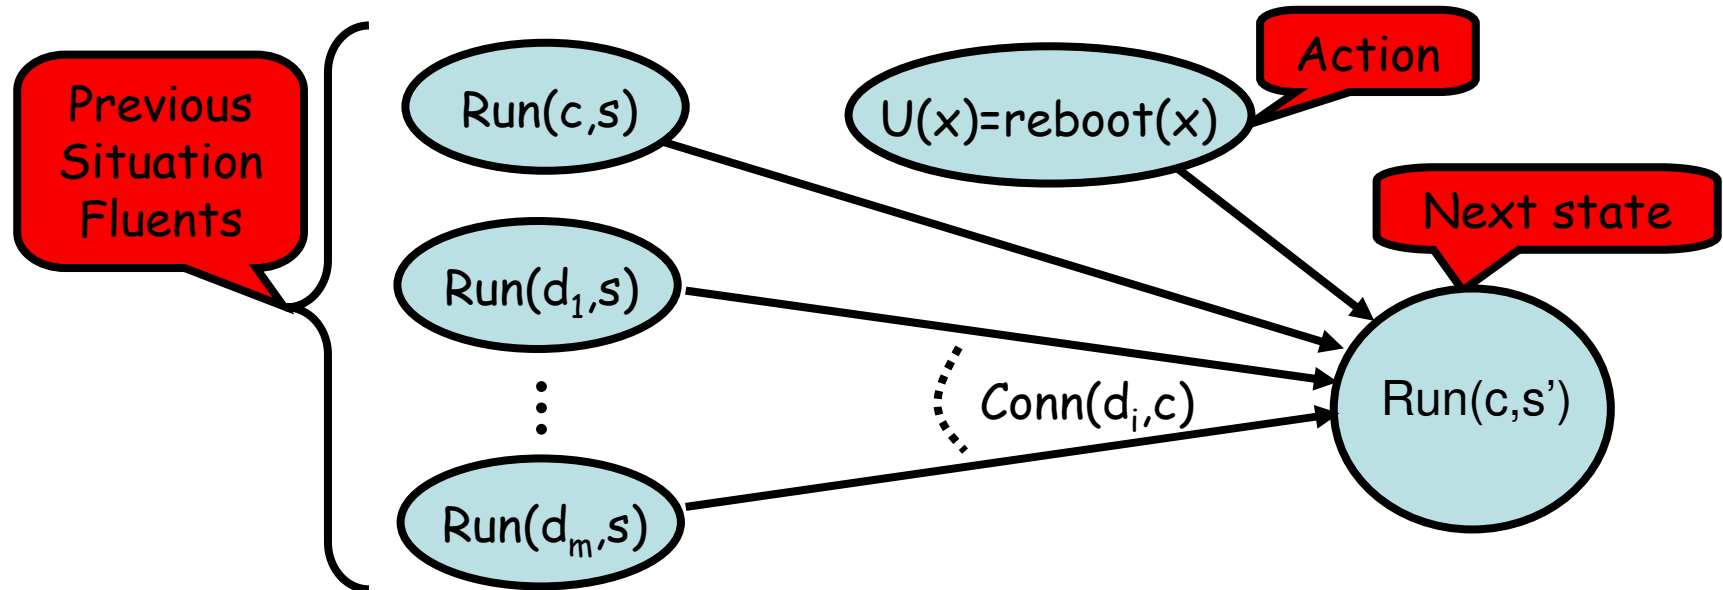 Previous
Situation
Fluents
Run(c,s)
U(x)=reboot(x)
Action
Next state
Run(d₁,s)
Conn(dᵢ,c)
Run(c,s’)
Run(dₘ,s)